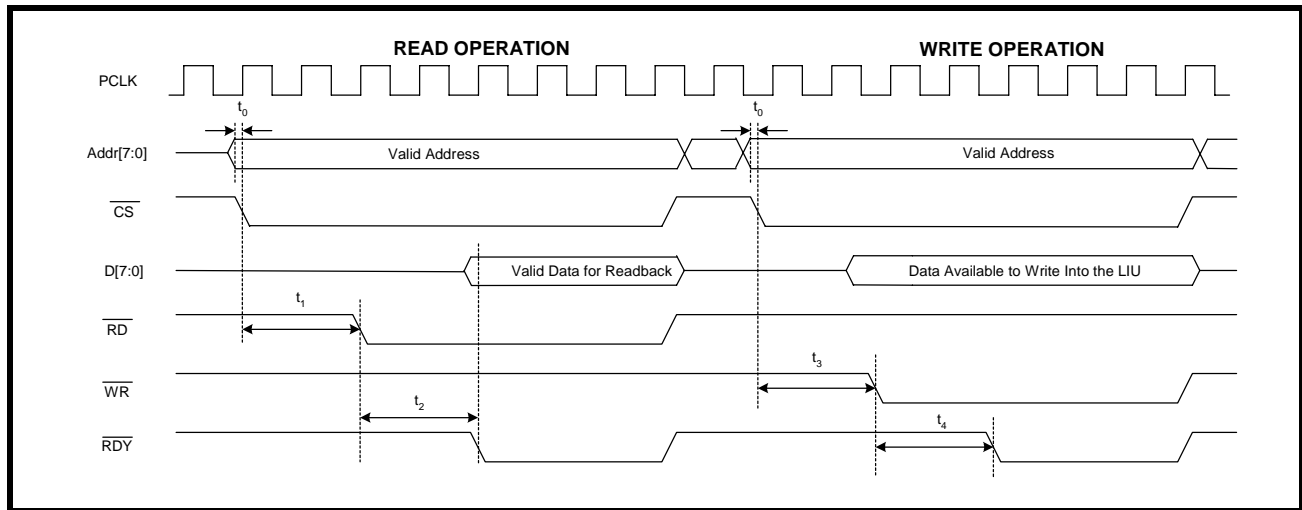 READ OPERATION WRITE OPERATION
PCLK
t0 t0
Addr[7:0] Valid Address Valid Address
CS
D[7:0] Valid Data for Readback Data Available to Write Into the LIU
t1
RD
t3
WR
t2 t4
RDY